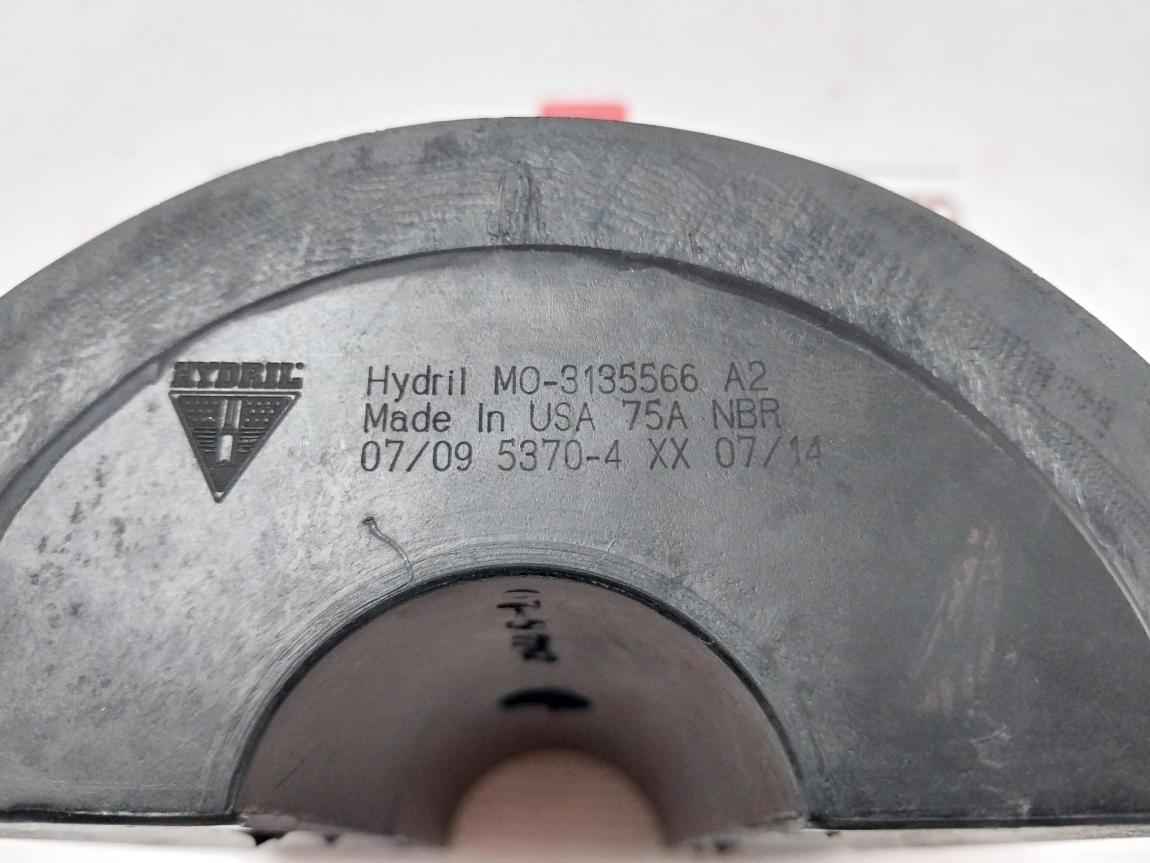 HYDRIL
Hydril MO-3135566 A2
Made In USA 75A NBR
07/09 5370-4 XX 07/14